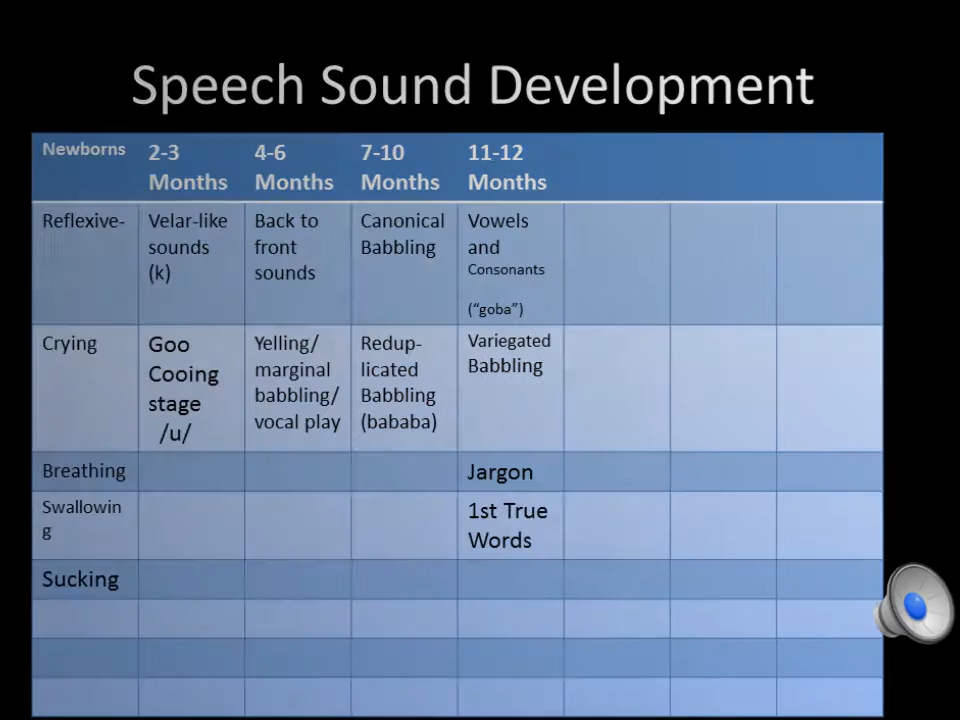 Speech Sound Development
Newborns
2-3
Months
4-6
Months
7-10
Months
11-12
Months
Reflexive-
Velar-like
sounds
(k)
Back to
front
sounds
Canonical
Babbling
Vowels
and
Consonants
(“goba”)
Crying
Goo
Cooing
stage
/u/
Yelling/
marginal
babbling/
vocal play
Redup-
licated
Babbling
(bababa)
Variegated
Babbling
Breathing
Jargon
Swallowin
g
1st True
Words
Sucking